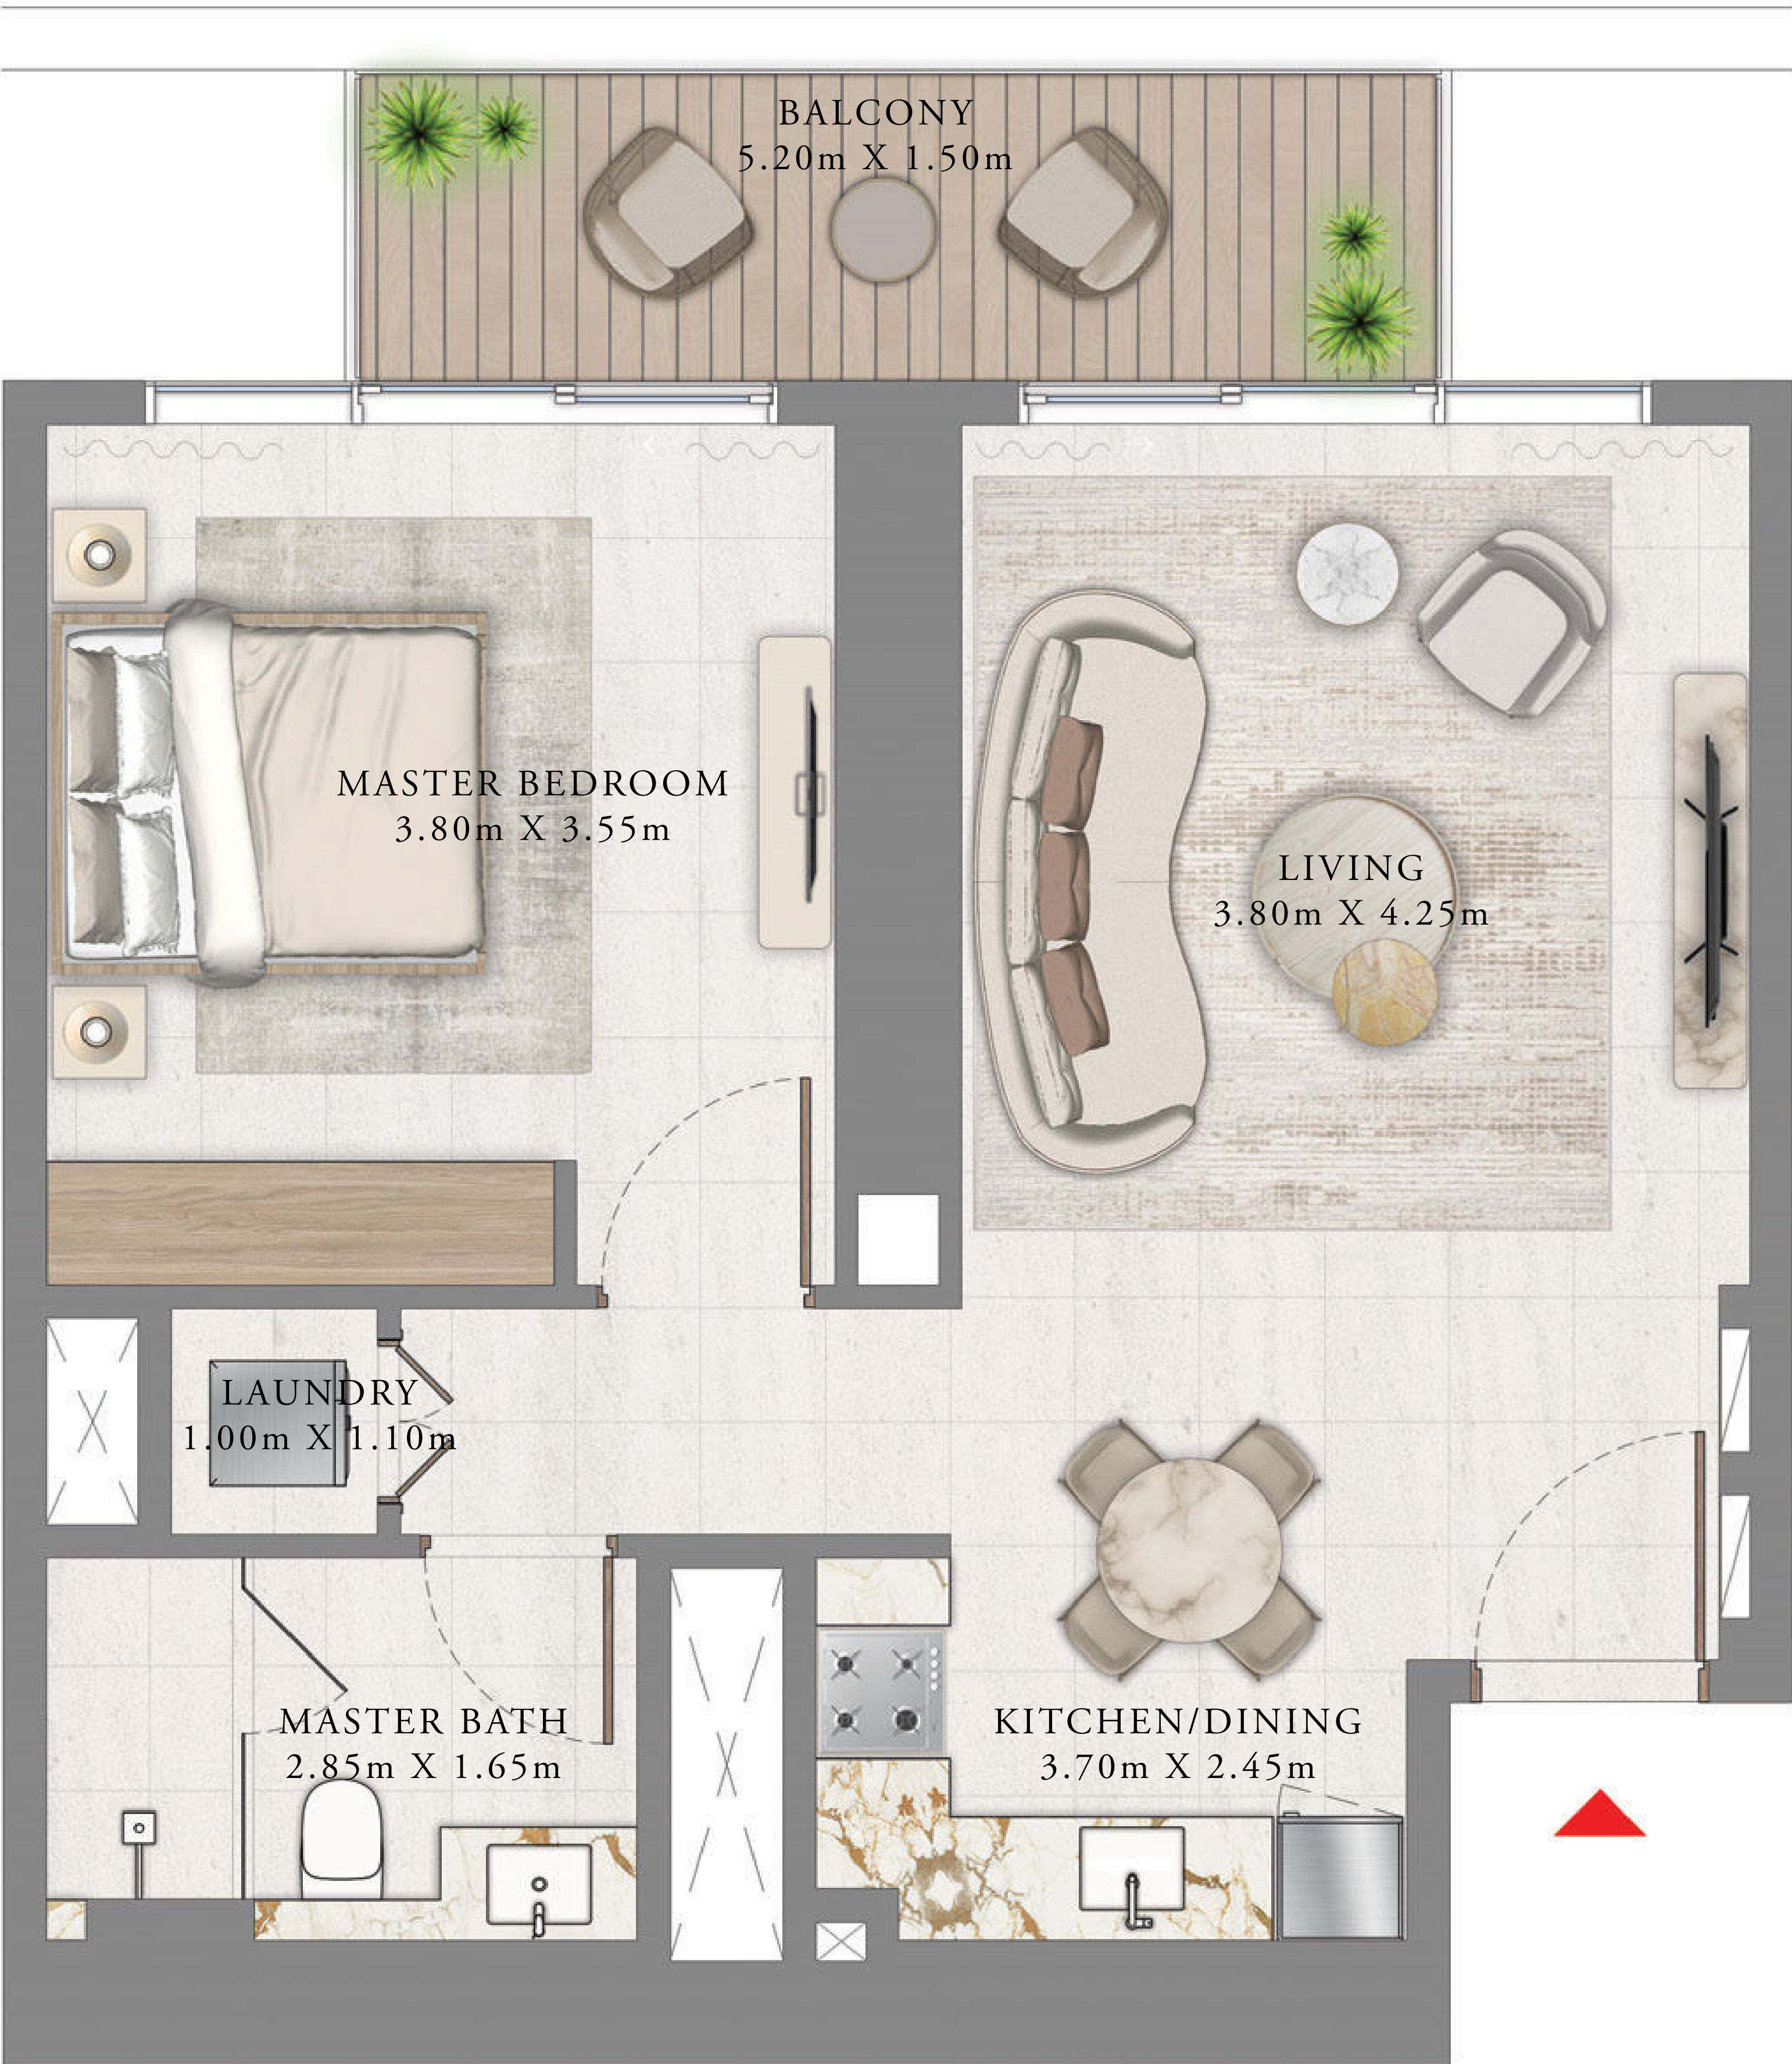 BALCONY
5.20m X 1.50m
MASTER BEDROOM
3.80m X 3.55m
LIVING
3.80m X 4.25m
LAUNDRY
1.00m X 1.10m
MASTER BATH
2.85m X 1.65m
KITCHEN/DINING
3.70m X 2.45m